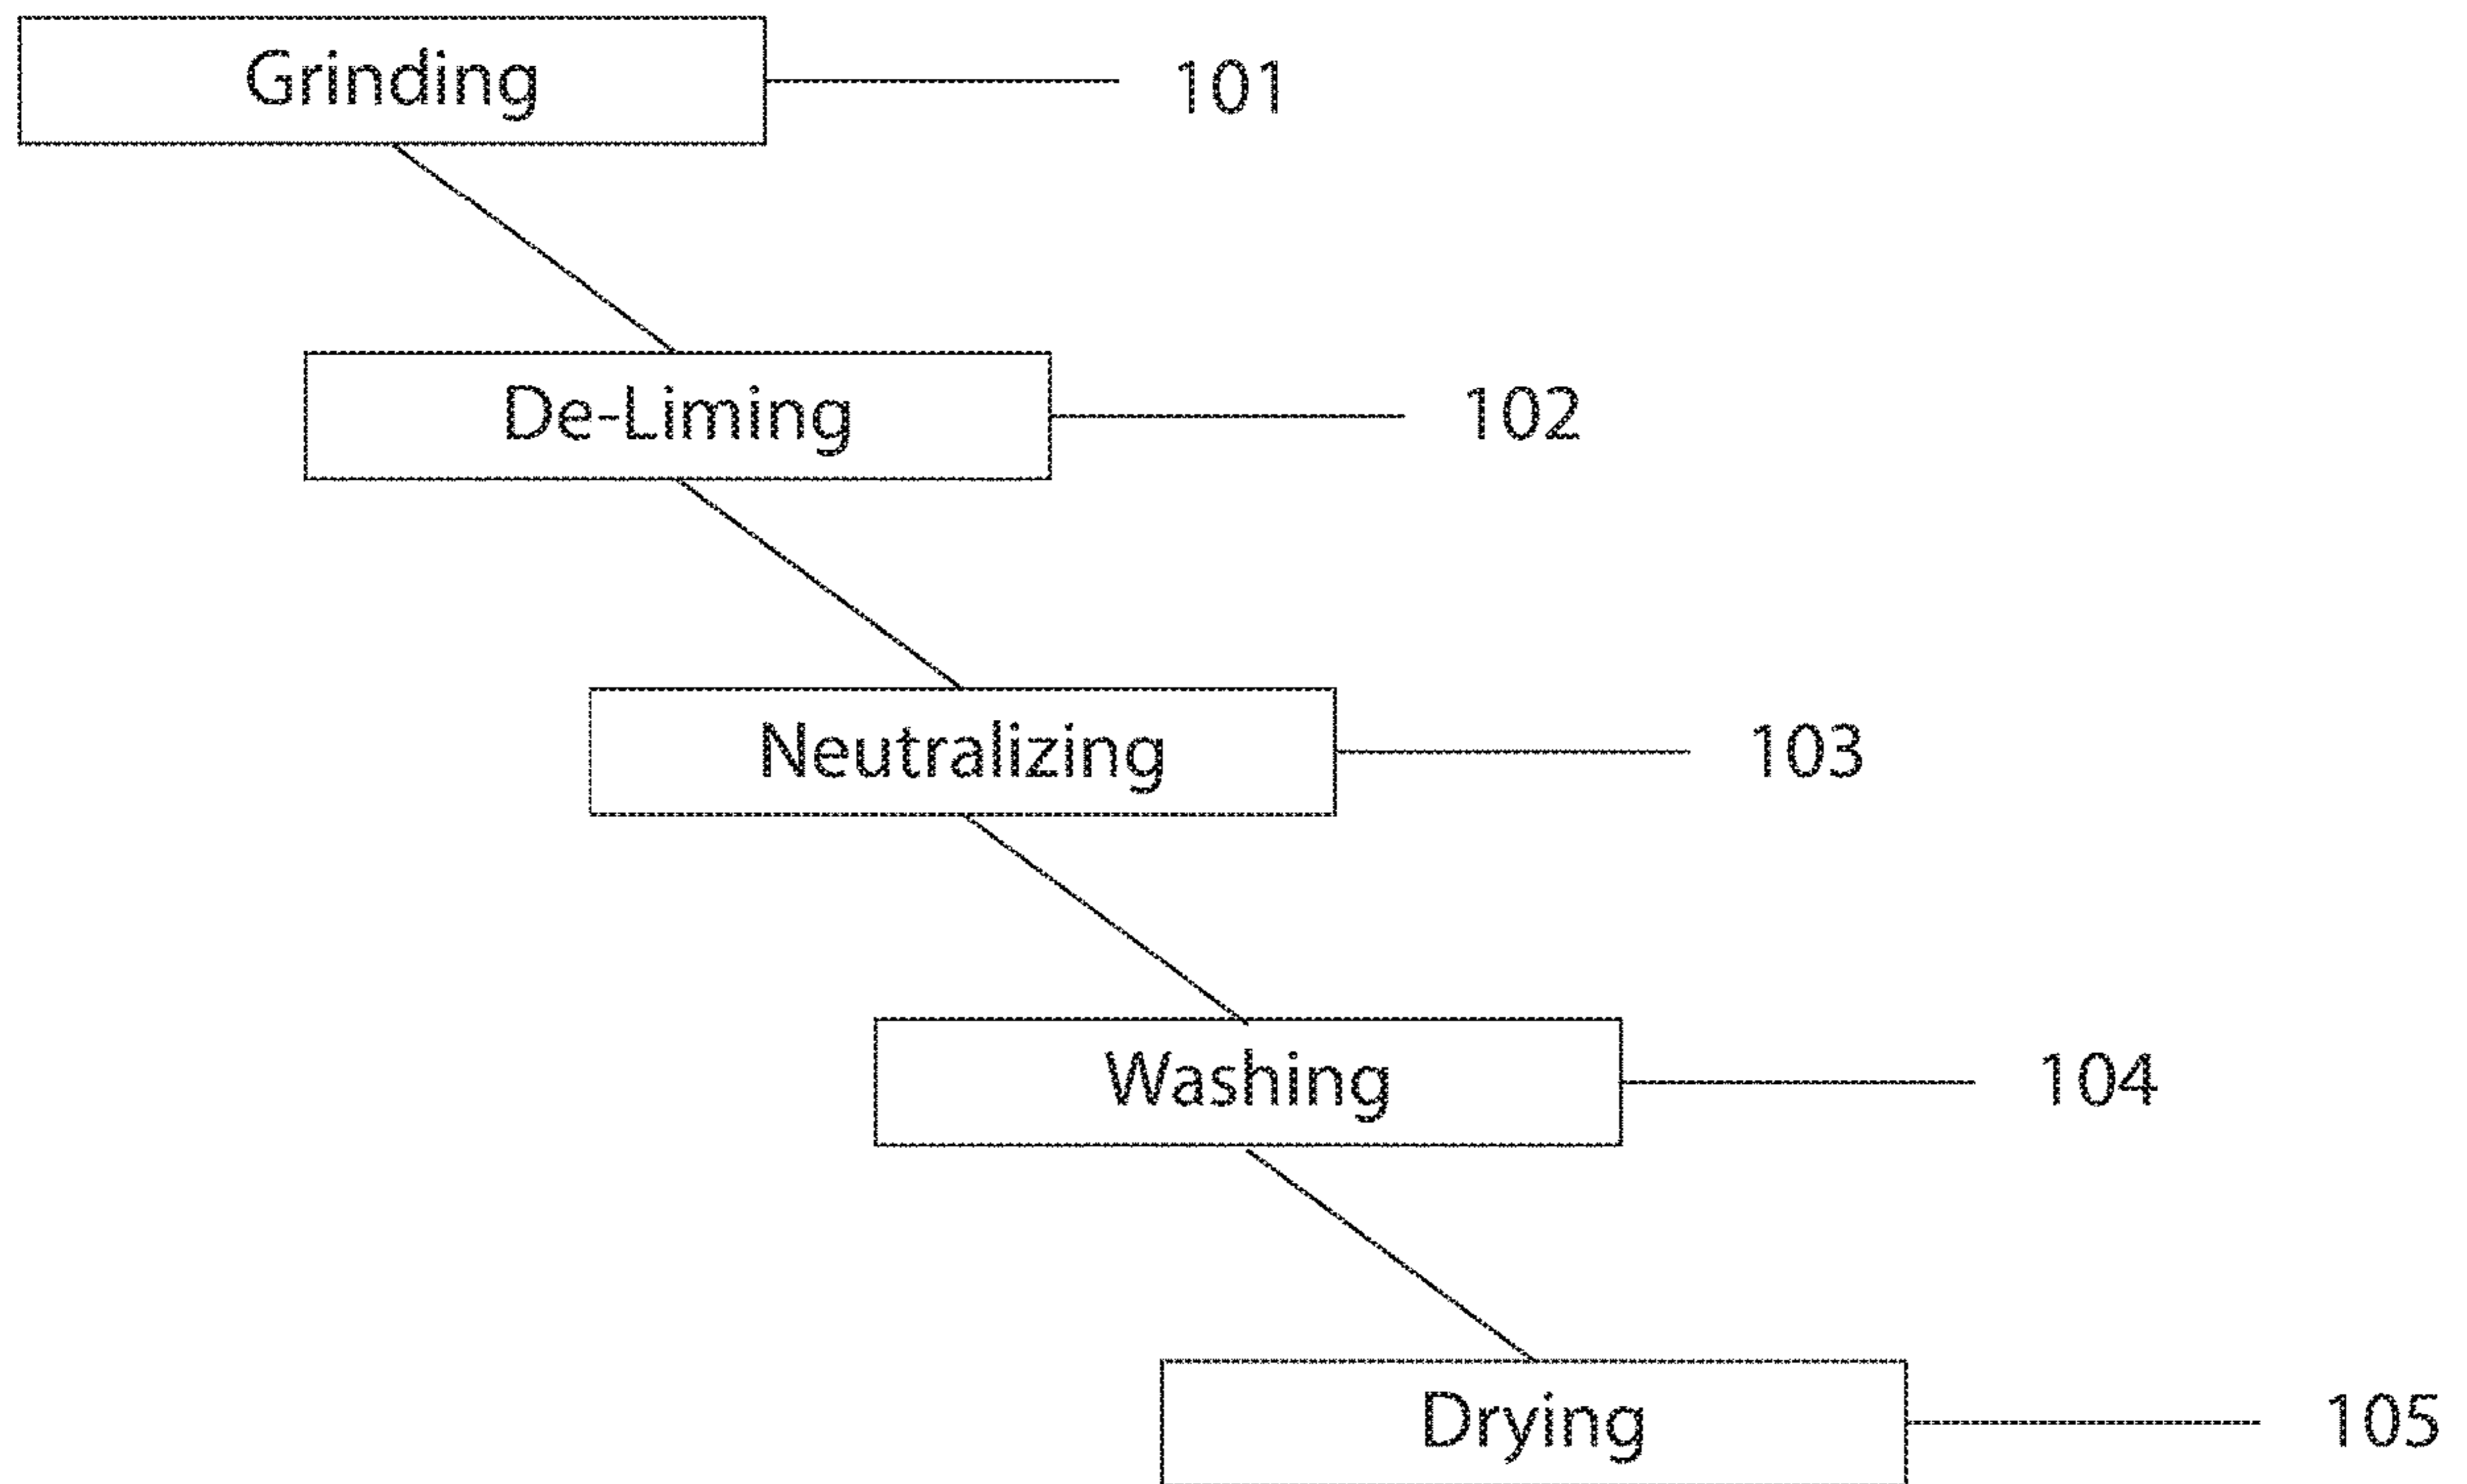 Grinding 101
De-Liming 102
Neutralizing 103
Washing 104
Drying 105